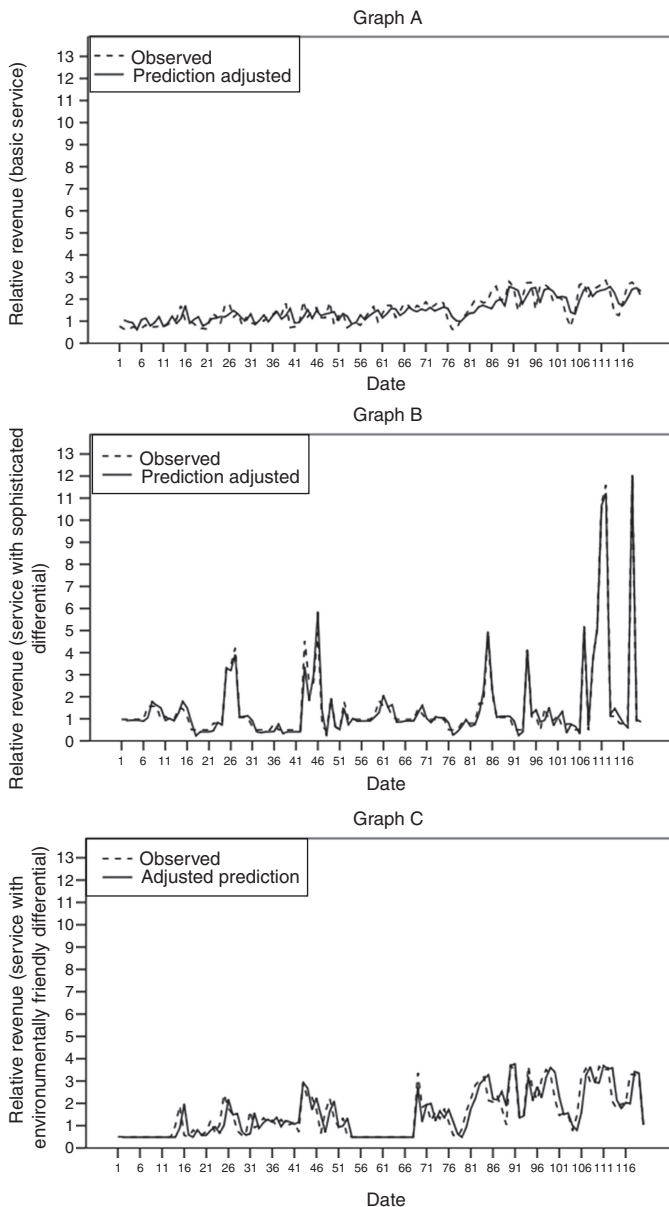 Graph A
Relative revenue (basic service)
Observed
Prediction adjusted
13
12
11
10
9
8
7
6
5
4
3
2
1
0
1 6 11 16 21 26 31 36 41 46 51 56 61 66 71 76 81 86 91 96 101 106 111 116
Date
Graph B
Relative revenue (service with sophisticated
differential)
Observed
Prediction adjusted
13
12
11
10
9
8
7
6
5
4
3
2
1
0
1 6 11 16 21 26 31 36 41 46 51 56 61 66 71 76 81 86 91 96 101 106 111 116
Date
Graph C
Relative revenue (service with
environumentally friendly differential)
Observed
Adjusted prediction
13
12
11
10
9
8
7
6
5
4
3
2
1
0
1 6 11 16 21 26 31 36 41 46 51 56 61 66 71 76 81 86 91 96 101 106 111 116
Date